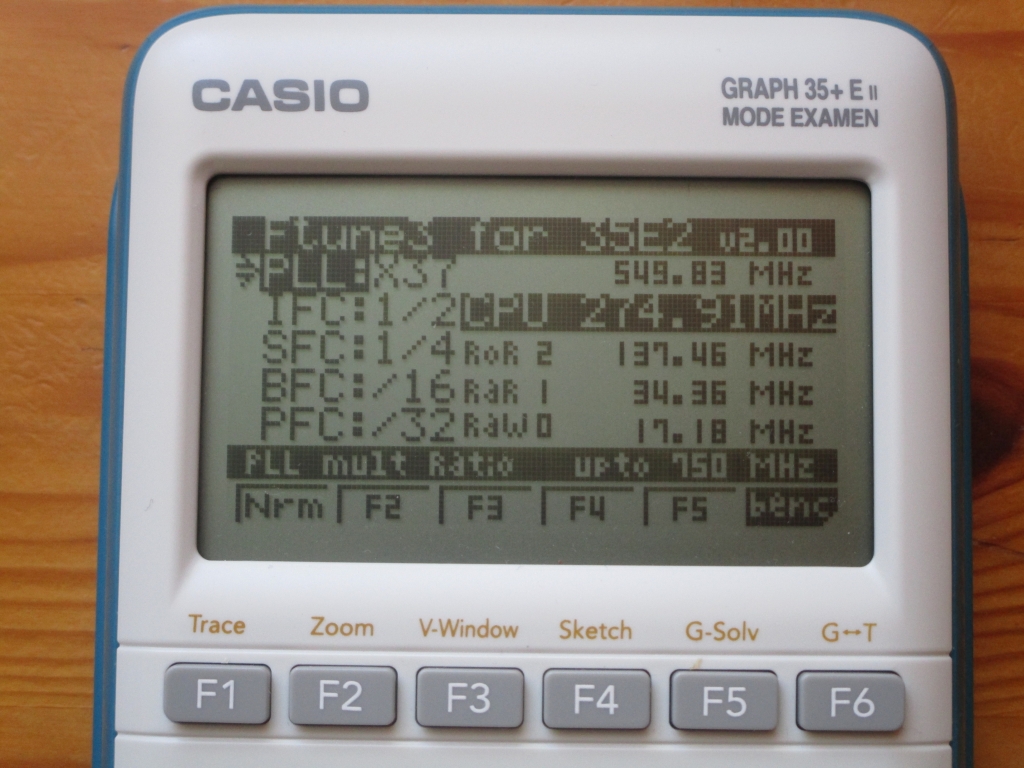 CASIO
GRAPH 35+ E II
MODE EXAMEN
Ftune3 for 35E2 v2.00
PLL:X37 549.83 MHz
IFC:1/2 CPU 274.91MHz
SFC:1/4 RoR 2 137.46 MHz
BFC:/16 RaR 1 34.36 MHz
PFC:/32 RaW 0 17.18 MHz
PLL mult Ratio upto 750 MHz
Nrm F2 F3 F4 F5 benc
Trace Zoom V-Window Sketch G-Solv G↔T
F1 F2 F3 F4 F5 F6